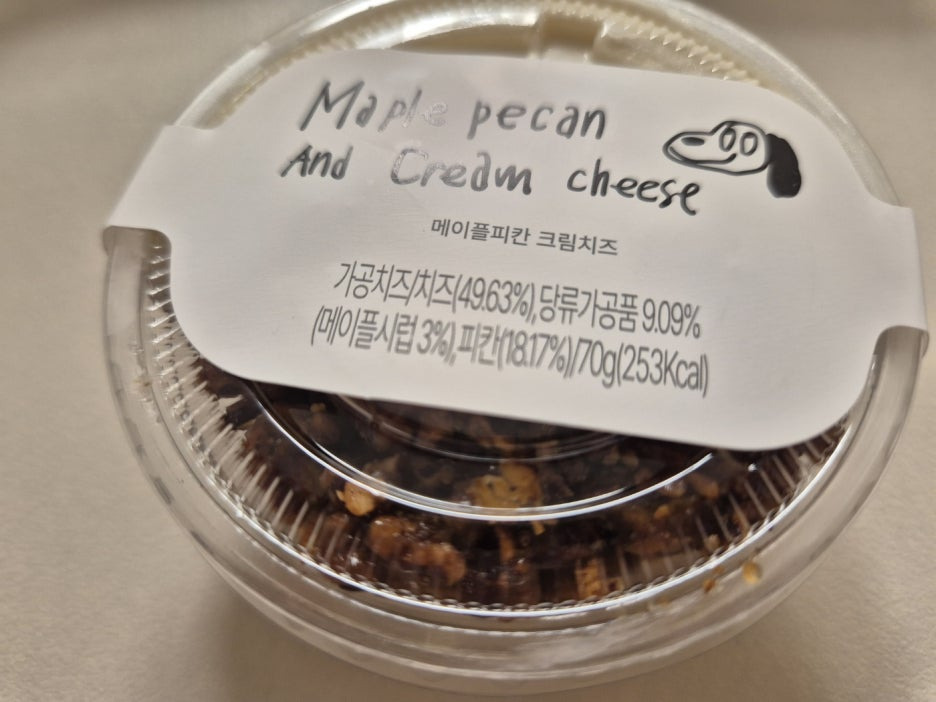 Maple pecan
And Cream cheese
메이플피칸 크림치즈
가공치즈/치즈(49.63%), 당류가공품 9.09%
(메이플시럽 3%), 피칸(18.17%)/70g(253Kcal)